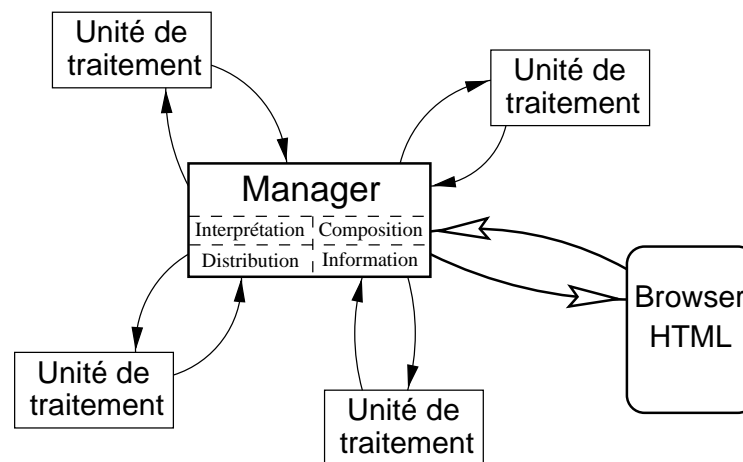 Unité de
traitement
Unité de
traitement
Manager
Interprétation Composition
Distribution Information
Browser
HTML
Unité de
traitement
Unité de
traitement